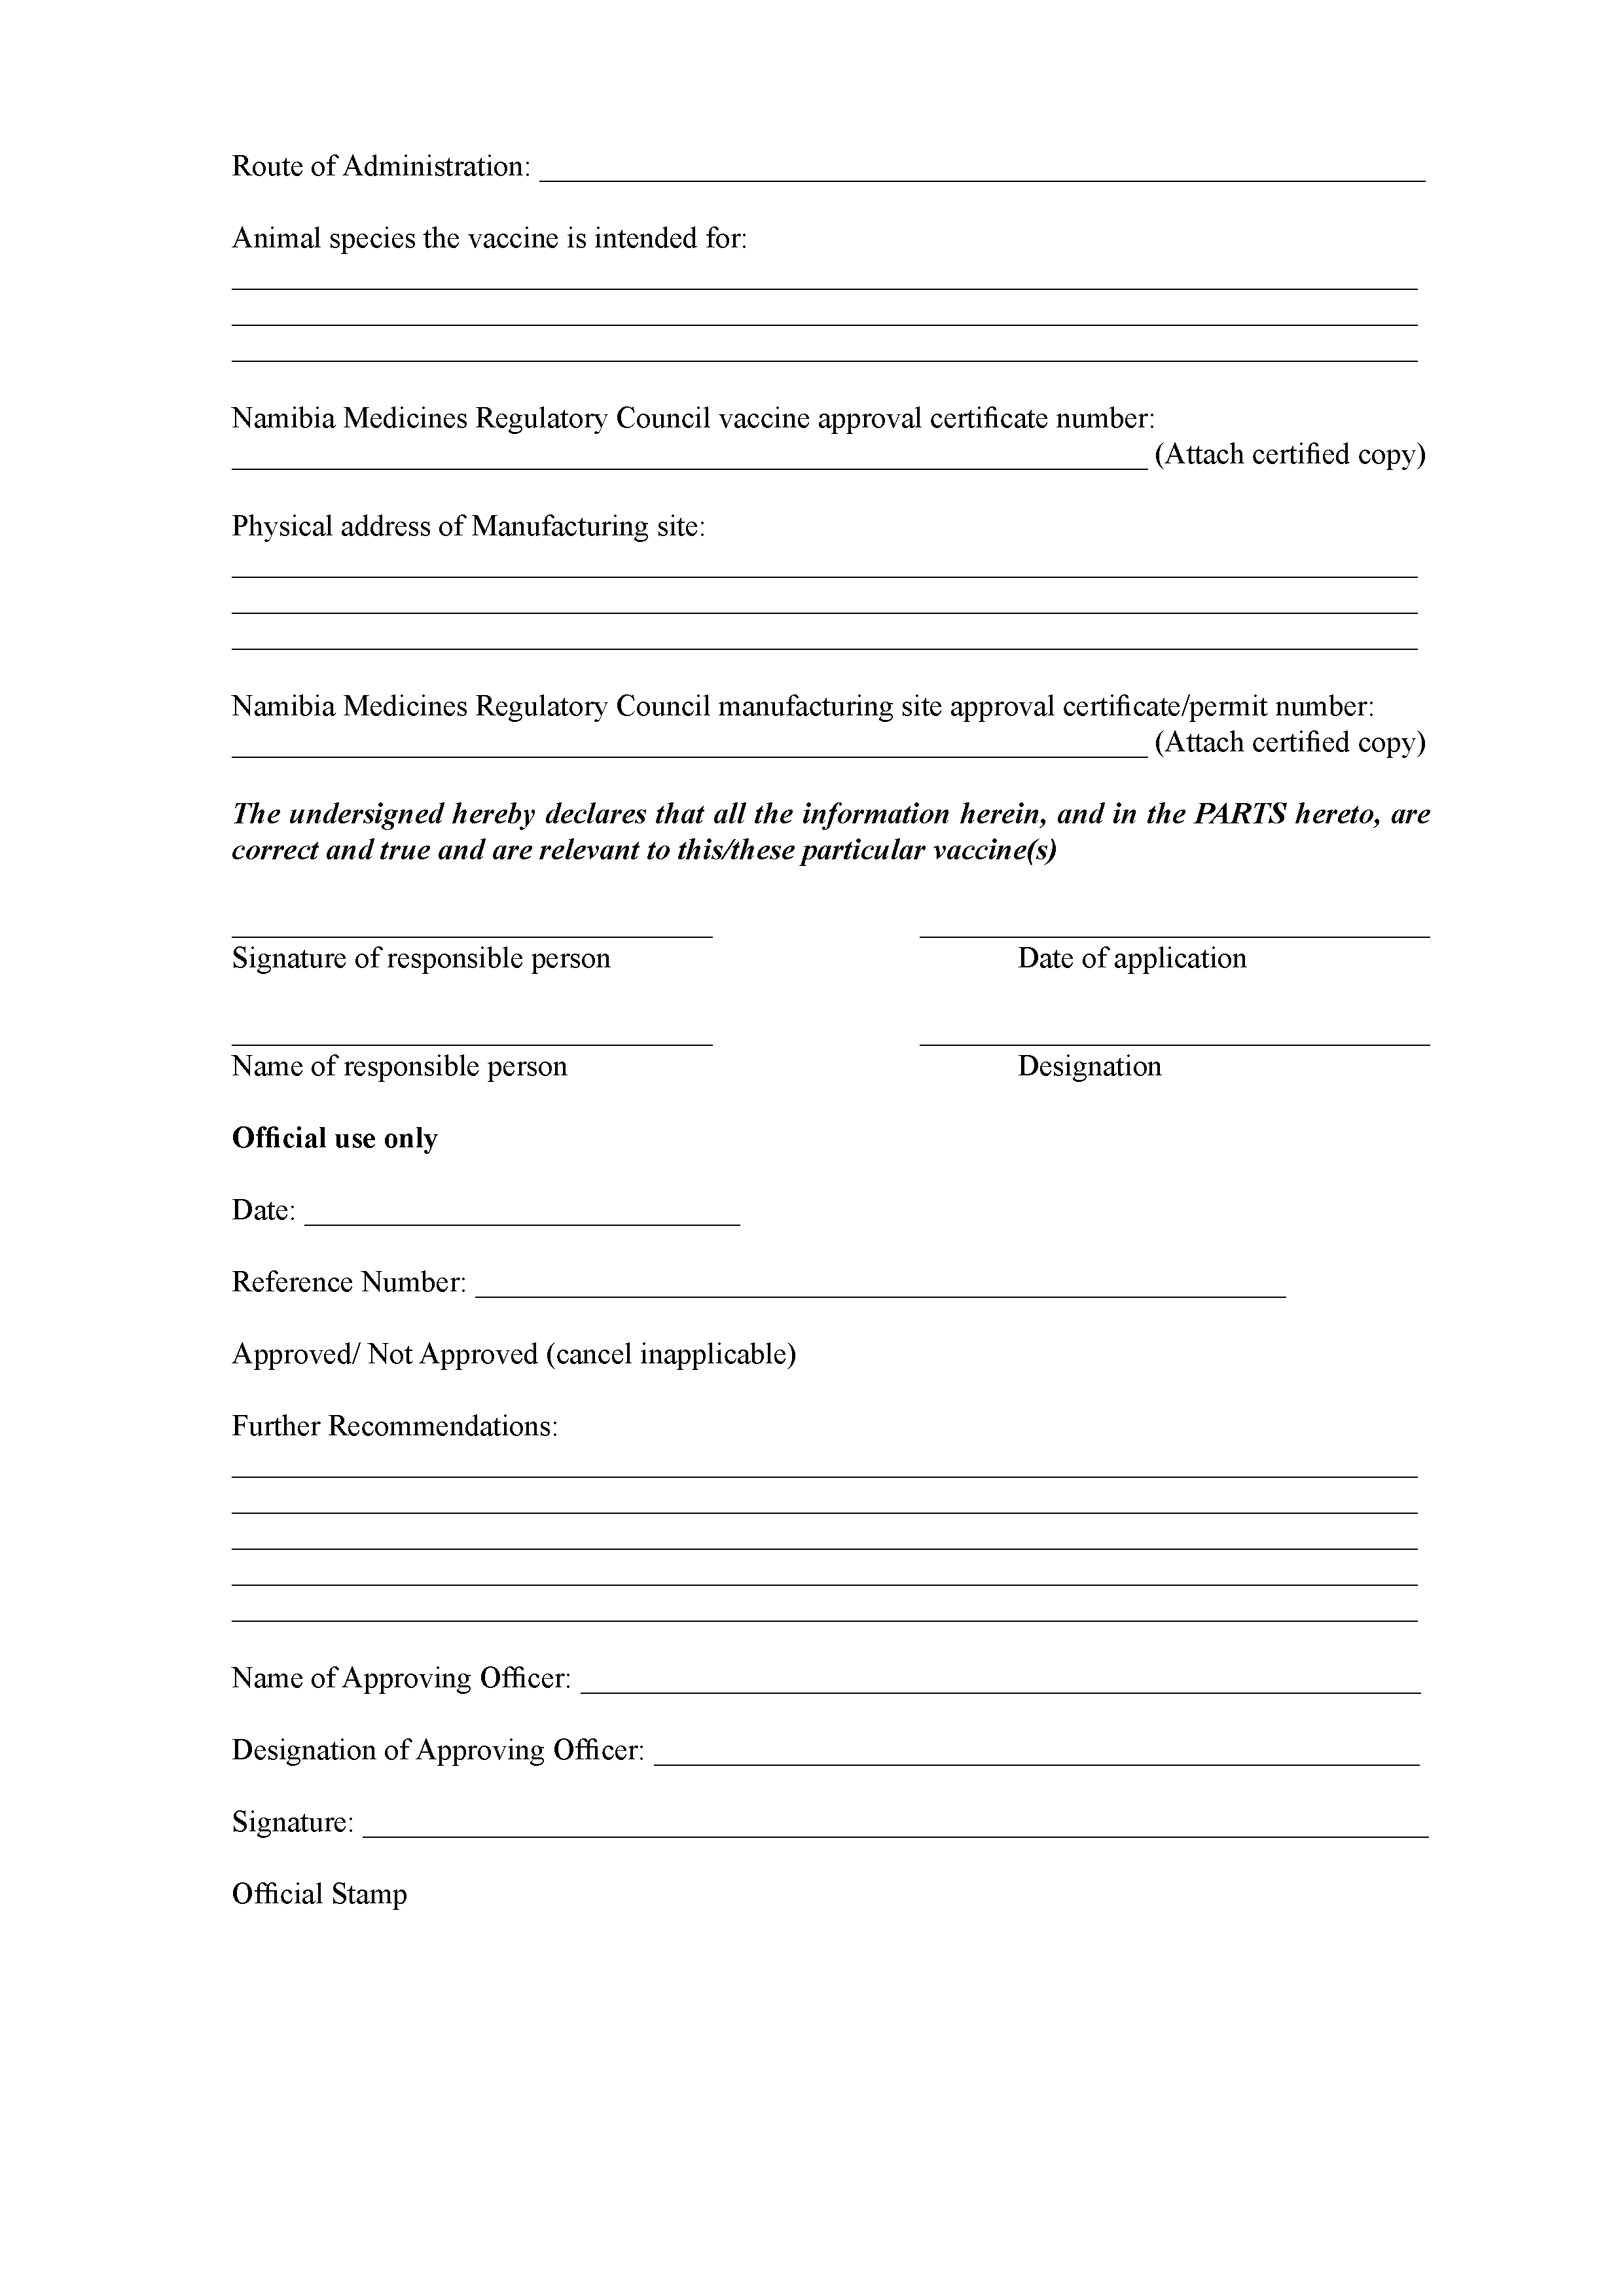 Route of Administration:
Animal species the vaccine is intended for:
Namibia Medicines Regulatory Council vaccine approval certificate number:
(Attach certified copy)
Physical address of Manufacturing site:
Namibia Medicines Regulatory Council manufacturing site approval certificate/permit number:
(Attach certified copy)
The undersigned hereby declares that all the information herein, and in the PARTS hereto, are
correct and true and are relevant to this/these particular vaccine(s)
Signature of responsible person Date of application
Name of responsible person Designation
Official use only
Date:
Reference Number:
Approved/ Not Approved (cancel inapplicable)
Further Recommendations:
Name of Approving Officer:
Designation of Approving Officer:
Signature:
Official Stamp